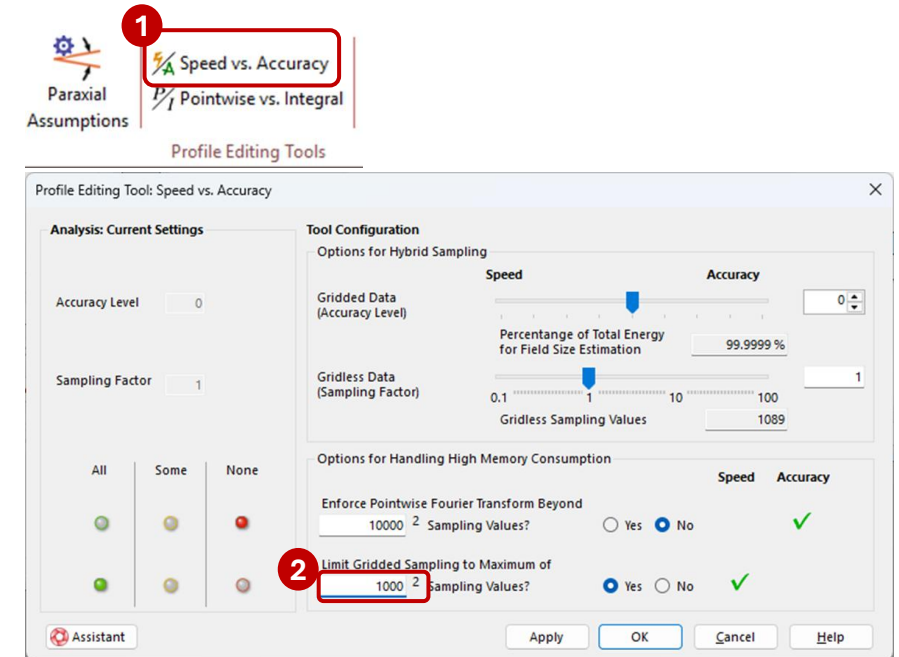 1
Speed vs. Accuracy
Paraxial
Assumptions
P/I Pointwise vs. Integral
Profile Editing Tools
Profile Editing Tool: Speed vs. Accuracy
Analysis: Current Settings
Accuracy Level 0
Sampling Factor 1
All Some None
Tool Configuration
Options for Hybrid Sampling
Speed Accuracy
Gridded Data
(Accuracy Level)
0
Percentange of Total Energy
for Field Size Estimation
99.9999 %
Gridless Data
(Sampling Factor)
1
0.1 1 10 100
Gridless Sampling Values 1089
Options for Handling High Memory Consumption
Speed Accuracy
Enforce Pointwise Fourier Transform Beyond
10000 2 Sampling Values? Yes No
2
Limit Gridded Sampling to Maximum of
1000 2 Sampling Values? Yes No
Assistant
Apply OK Cancel Help